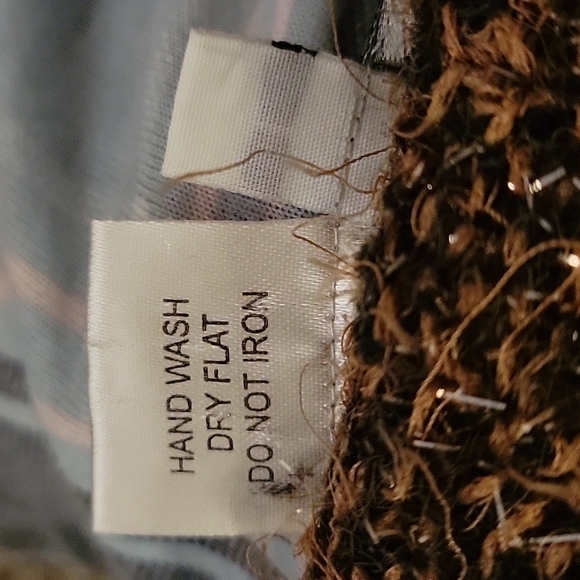 HAND WASH
DRY FLAT
DO NOT IRON